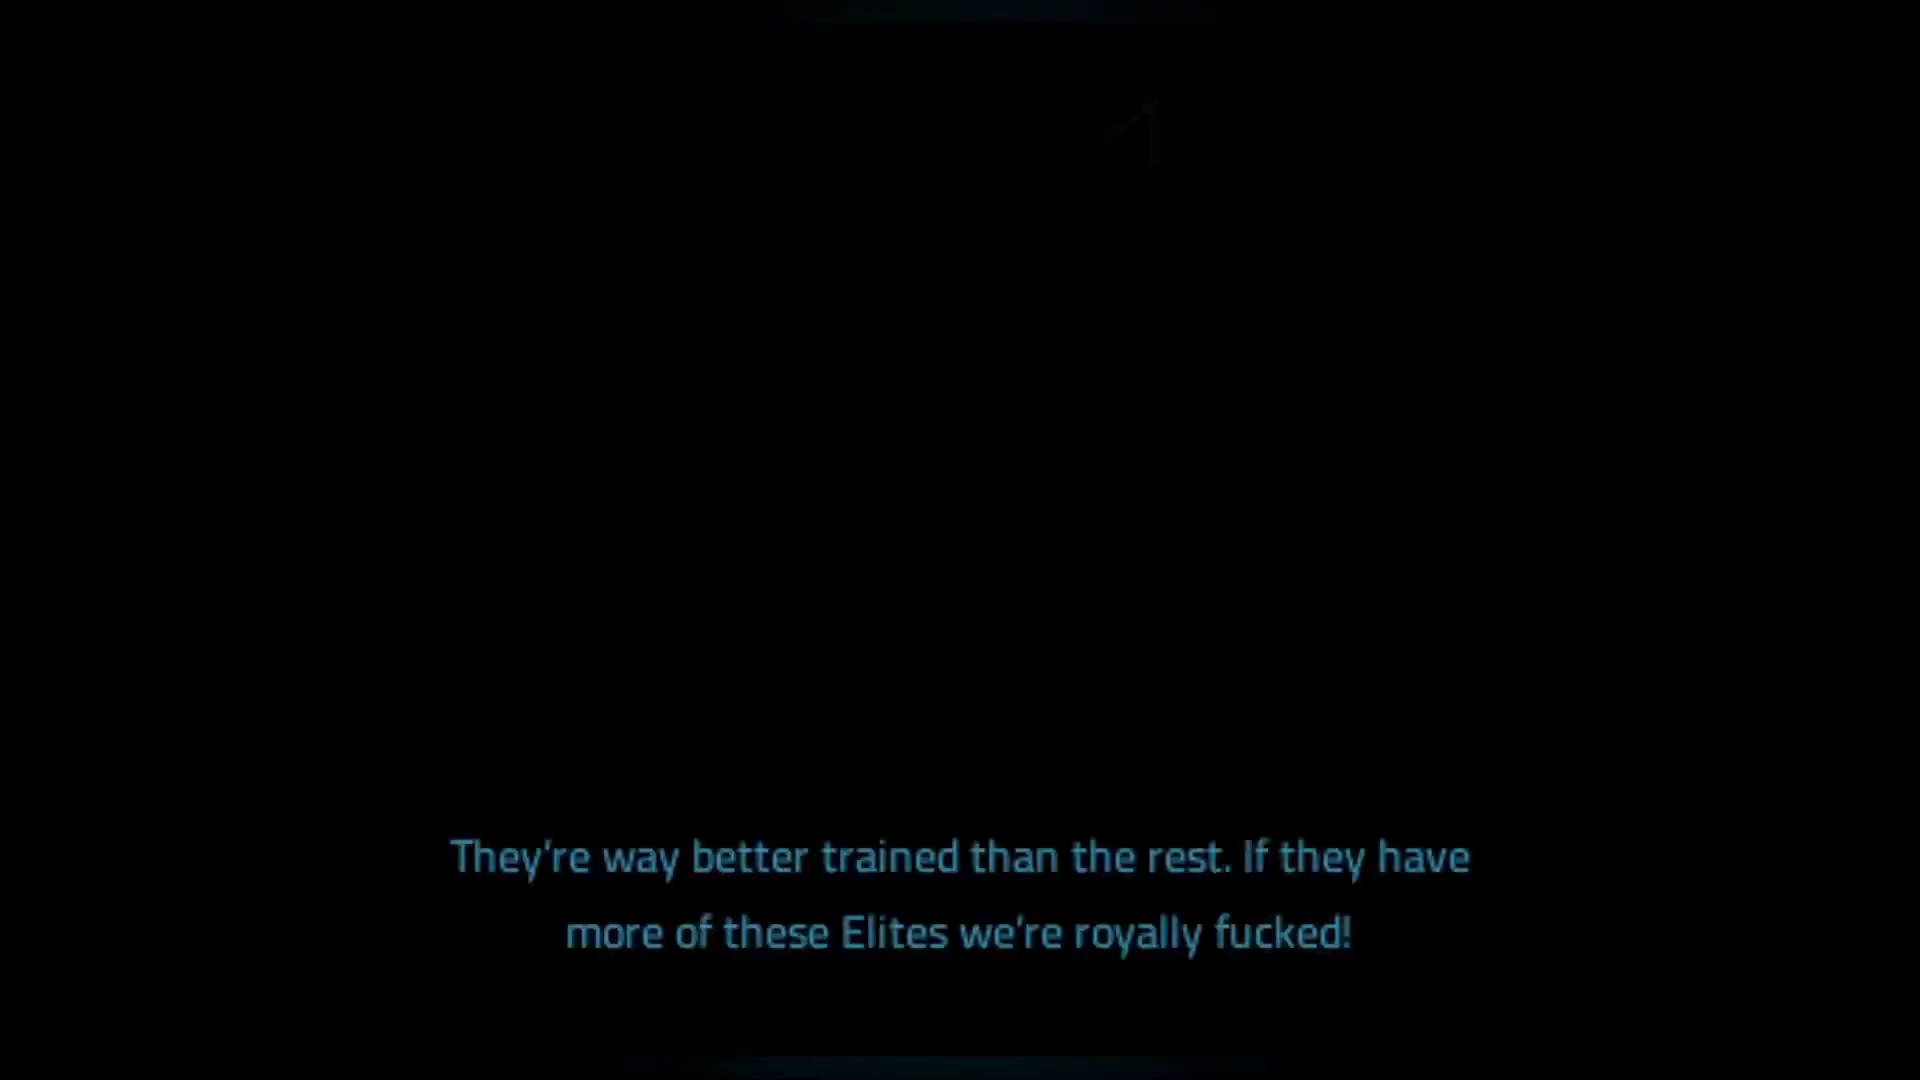 They're way better trained than the rest. If they have
more of these Elites we're royally fucked!